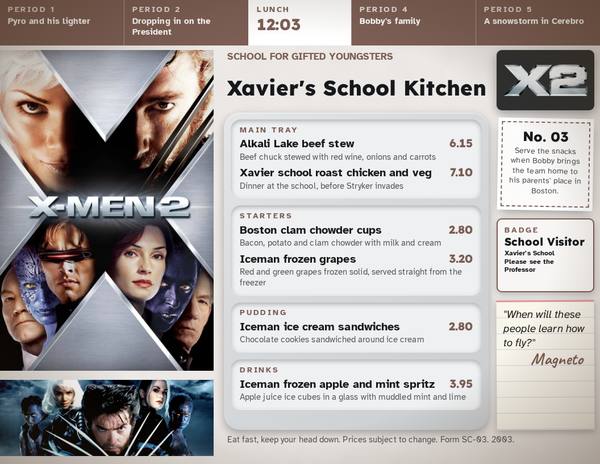 PERIOD 1
Pyro and his lighter
PERIOD 2
Dropping in on the
President
LUNCH
12:03
PERIOD 4
Bobby's family
PERIOD 5
A snowstorm in Cerebro
X-MEN 2
SCHOOL FOR GIFTED YOUNGSTERS
Xavier's School Kitchen
MAIN TRAY
Alkali Lake beef stew 6.15
Beef chuck stewed with red wine, onions and carrots
Xavier school roast chicken and veg 7.10
Dinner at the school, before Stryker invades
STARTERS
Boston clam chowder cups 2.80
Bacon, potato and clam chowder with milk and cream
Iceman frozen grapes 3.20
Red and green grapes frozen solid, served straight from the
freezer
PUDDING
Iceman ice cream sandwiches 2.80
Chocolate cookies sandwiched around ice cream
DRINKS
Iceman frozen apple and mint spritz 3.95
Apple juice ice cubes in a glass with muddled mint and lime
Eat fast, keep your head down. Prices subject to change. Form SC-03. 2003.
X2
No. 03
Serve the snacks
when Bobby brings
the team home to
his parents' place in
Boston.
BADGE
School Visitor
Xavier's School
Please see the
Professor
"When will these
people learn how
to fly?"
Magneto